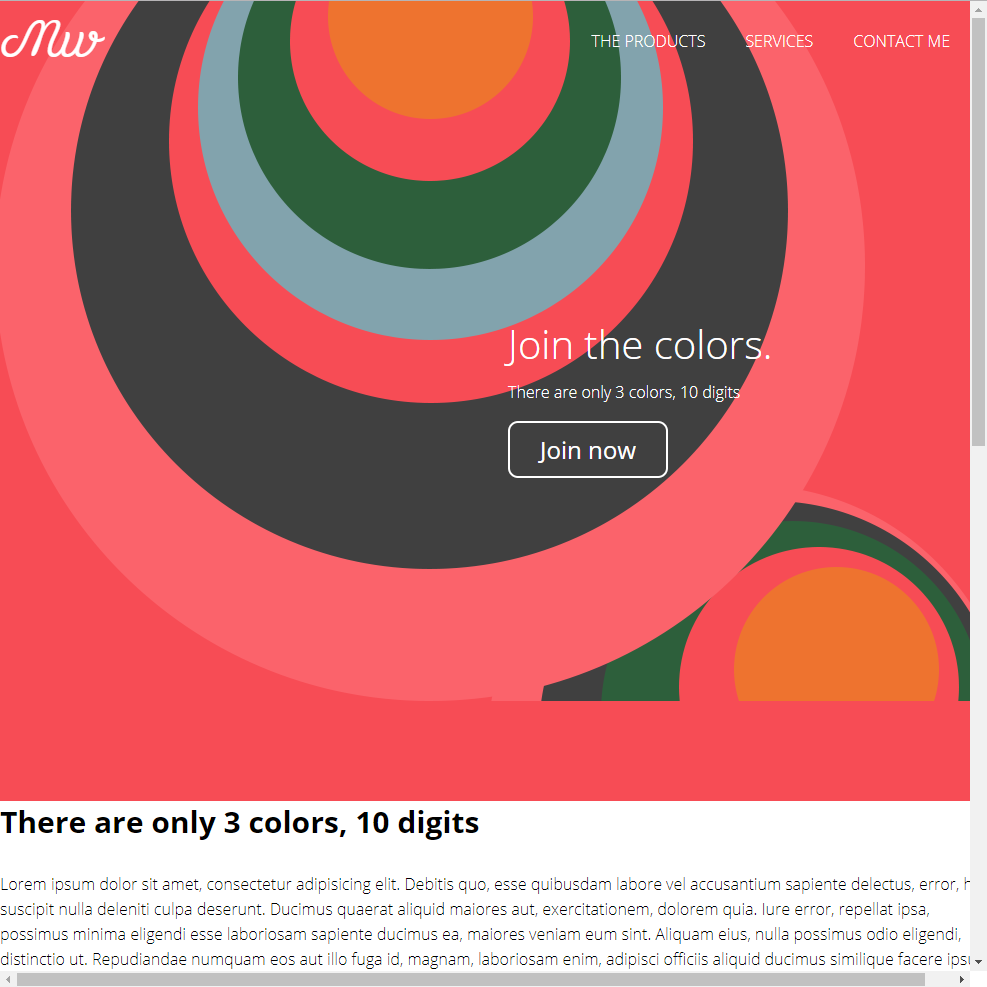 Mw
THE PRODUCTS SERVICES CONTACT ME
Join the colors.
There are only 3 colors, 10 digits
Join now
There are only 3 colors, 10 digits
Lorem ipsum dolor sit amet, consectetur adipisicing elit. Debitis quo, esse quibusdam labore vel accusantium sapiente delectus, error,
suscipit nulla deleniti culpa deserunt. Ducimus quaerat aliquid maiores aut, exercitationem, dolorem quia. Iure error, repellat ipsa,
possimus minima eligendi esse laboriosam sapiente ducimus ea, maiores veniam eum sint. Aliquam eius, nulla possimus odio eligendi,
distinctio ut. Repudiandae numquam eos aut illo fuga id, magnam, laboriosam enim, adipisci officiis aliquid ducimus similique facere